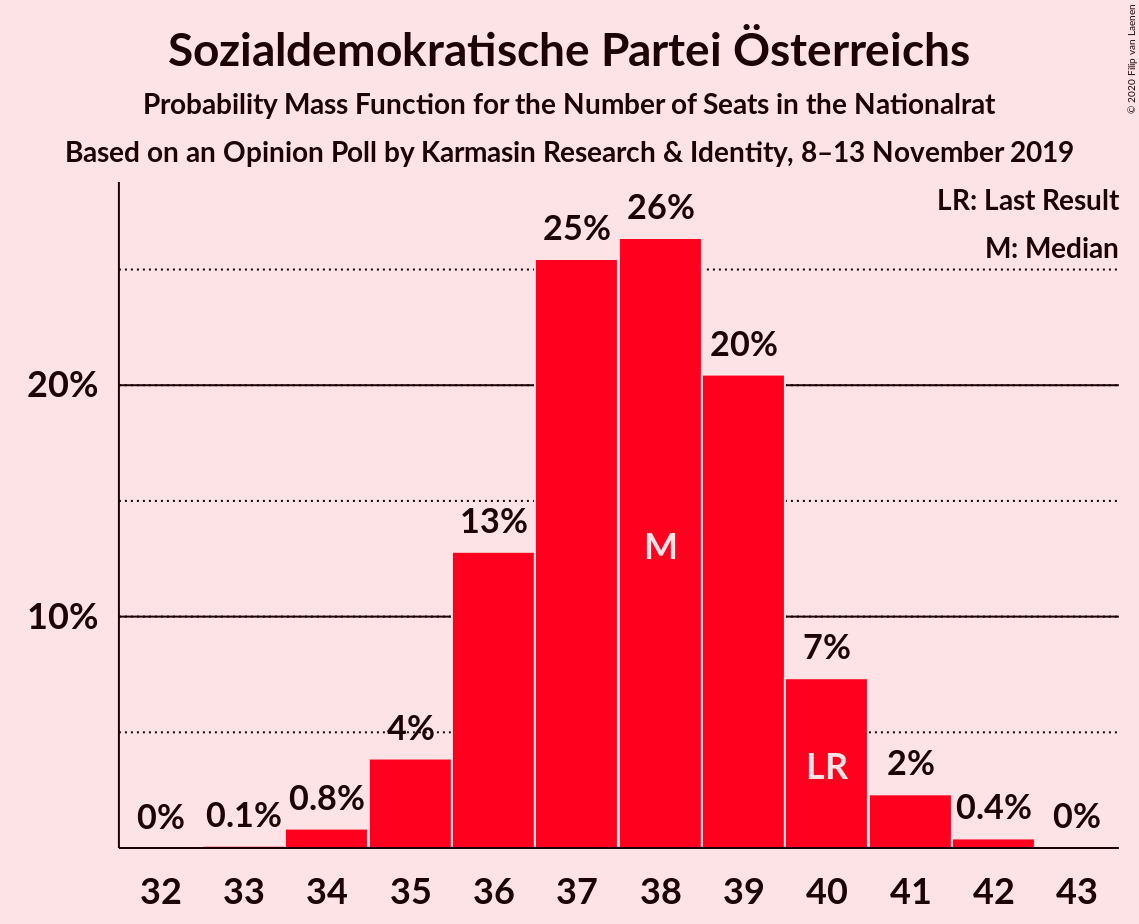 Sozialdemokratische Partei Österreichs
Probability Mass Function for the Number of Seats in the Nationalrat
Based on an Opinion Poll by Karmasin Research & Identity, 8–13 November 2019
© 2020 Filip van Laenen
LR: Last Result
M: Median
20%
10%
0%
0.1%
0.8%
4%
13%
25%
26%
20%
7%
2%
0.4%
0%
M
LR
32 33 34 35 36 37 38 39 40 41 42 43